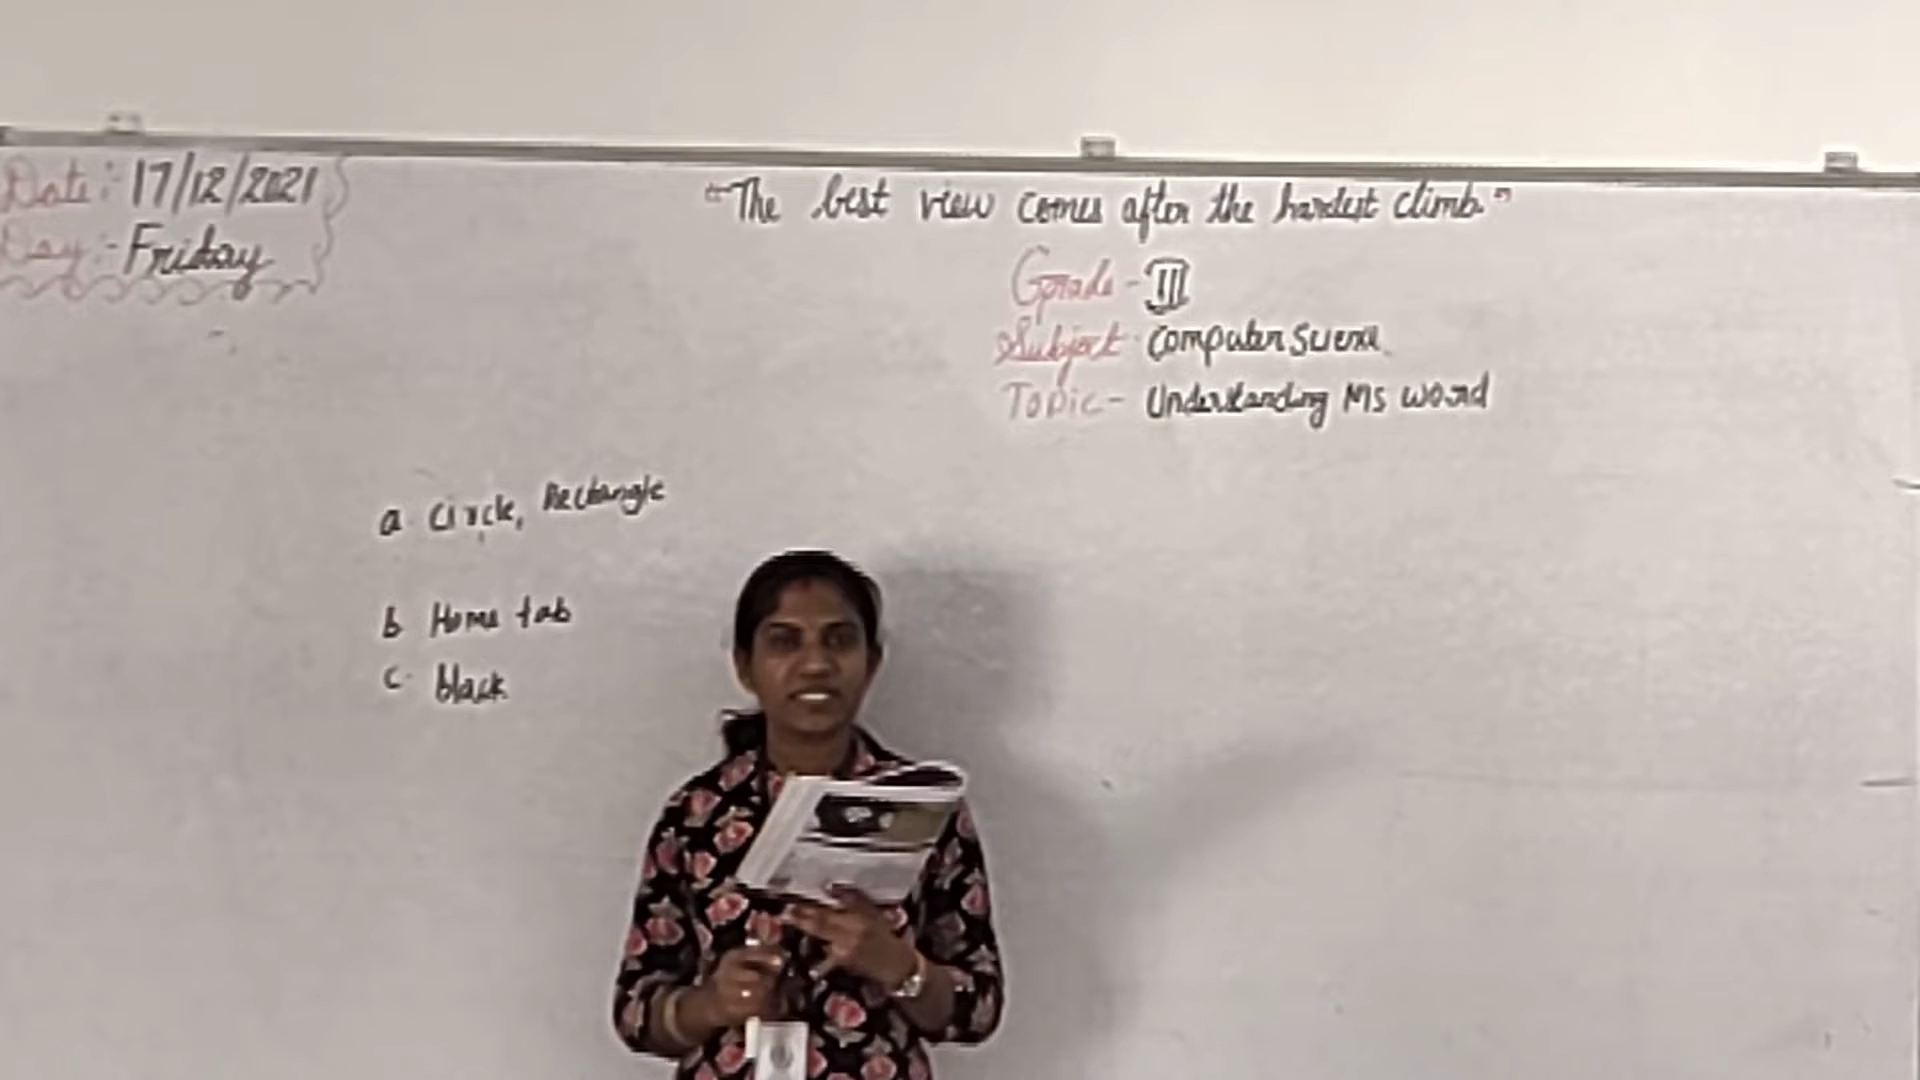 Date:- 17/12/2021
Day:- Friday
"The best view comes after the hardest climb."
Grade - III
Subject Computer Science
Topic - Understanding Ms word
a. Circle, Rectangle
b Home tab
c. black